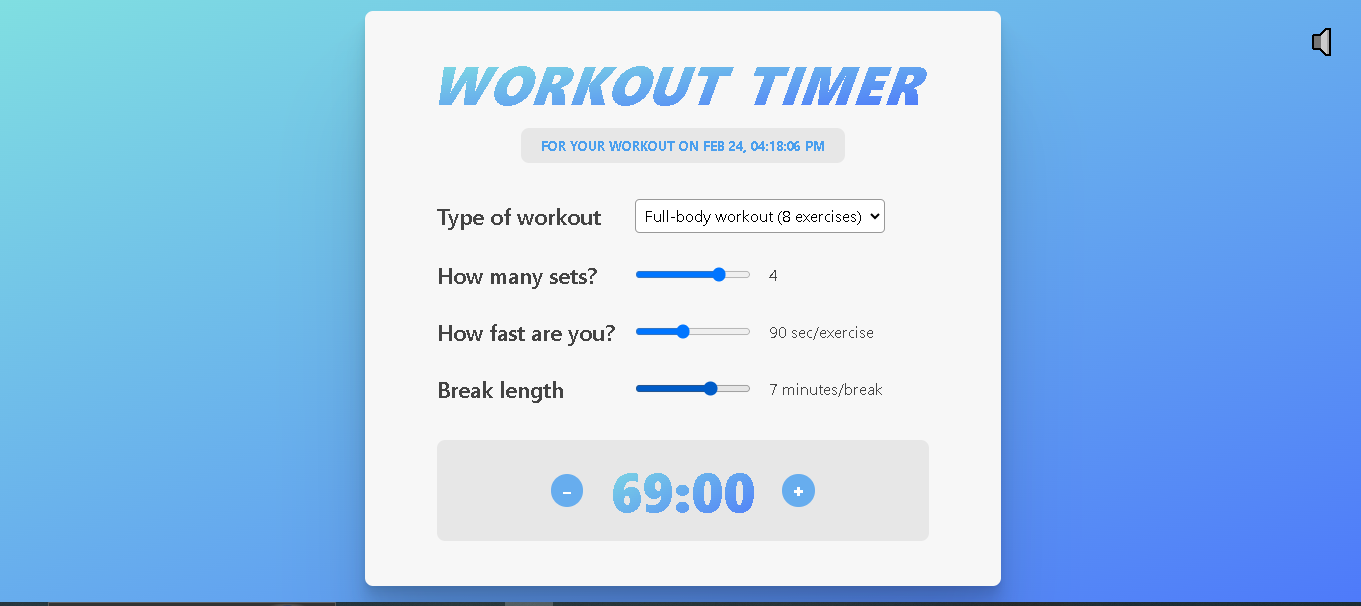 WORKOUT TIMER
FOR YOUR WORKOUT ON FEB 24, 04:18:06 PM
Type of workout Full-body workout (8 exercises)
How many sets? 4
How fast are you? 90 sec/exercise
Break length 7 minutes/break
- 69:00 +